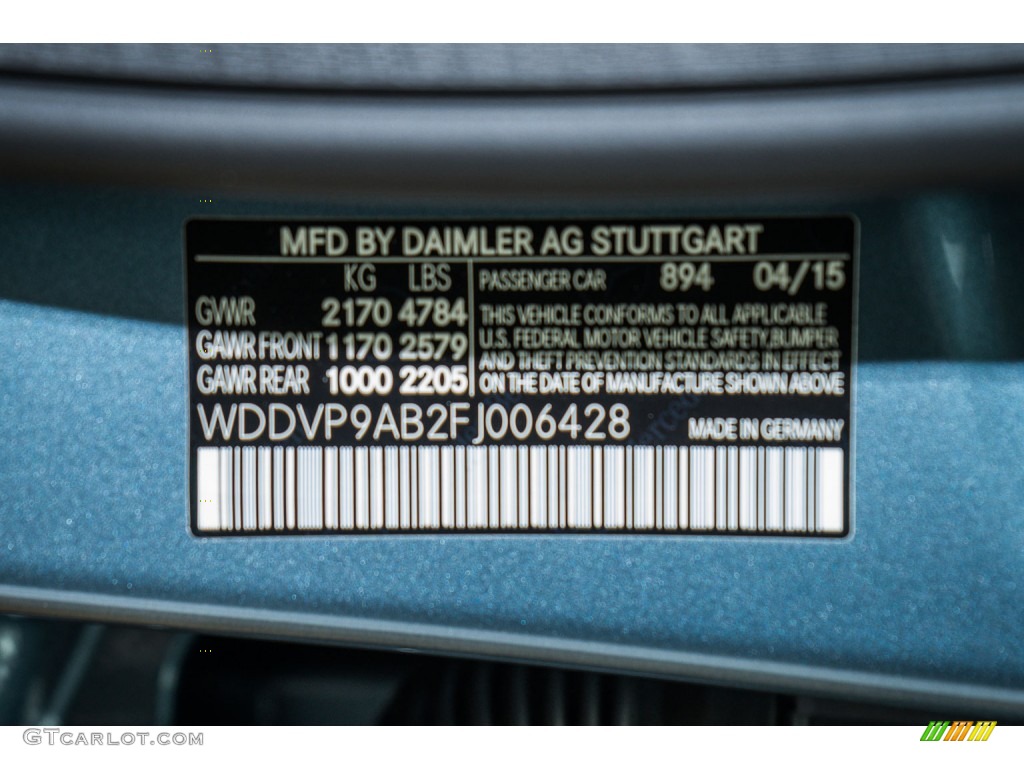 MFD BY DAIMLER AG STUTTGART
KG LBS
GVWR 2170 4784
GAWR FRONT 1170 2579
GAWR REAR 1000 2205
PASSENGER CAR 894 04/15
THIS VEHICLE CONFORMS TO ALL APPLICABLE
U.S. FEDERAL MOTOR VEHICLE SAFETY,BUMPER
AND THEFT PREVENTION STANDARDS IN EFFECT
ON THE DATE OF MANUFACTURE SHOWN ABOVE
WDDVP9AB2FJ006428 MADE IN GERMANY
GTCARLOT.COM